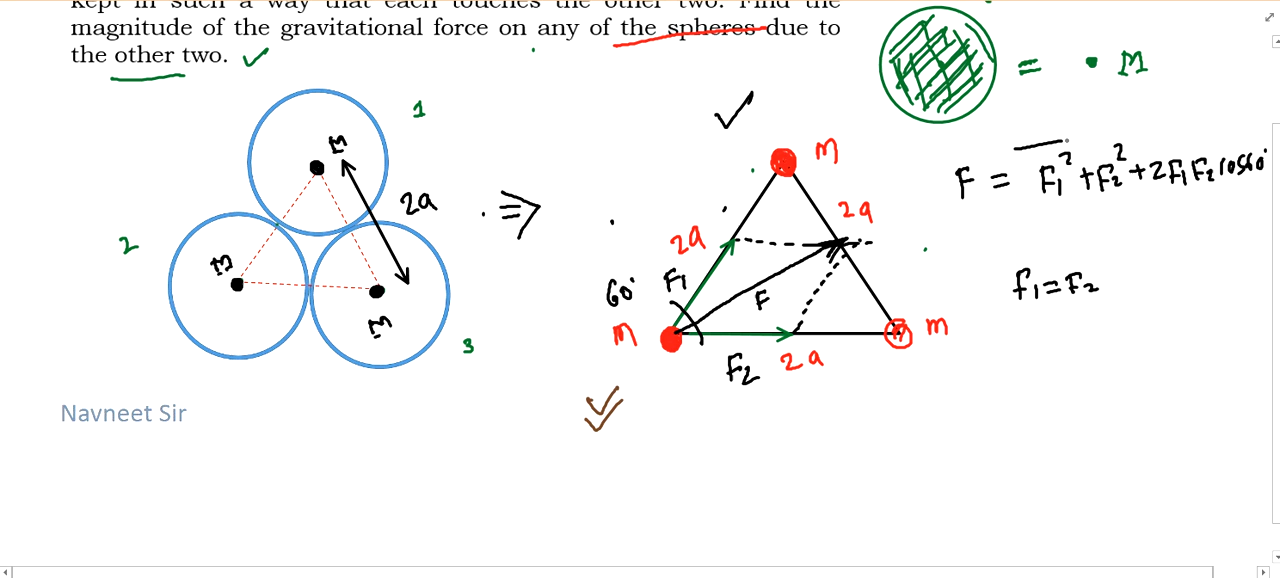 kept in such a way that each touches the other two. Find the
magnitude of the gravitational force on any of the spheres due to
the other two.
= • M
1
M
2a
2
M
M
3
⇒
M
2a
2a
60°
F1
F
M
M
F2
2a
F = F1² + F2² + 2F1F2 cos60°
F1 = F2
Navneet Sir